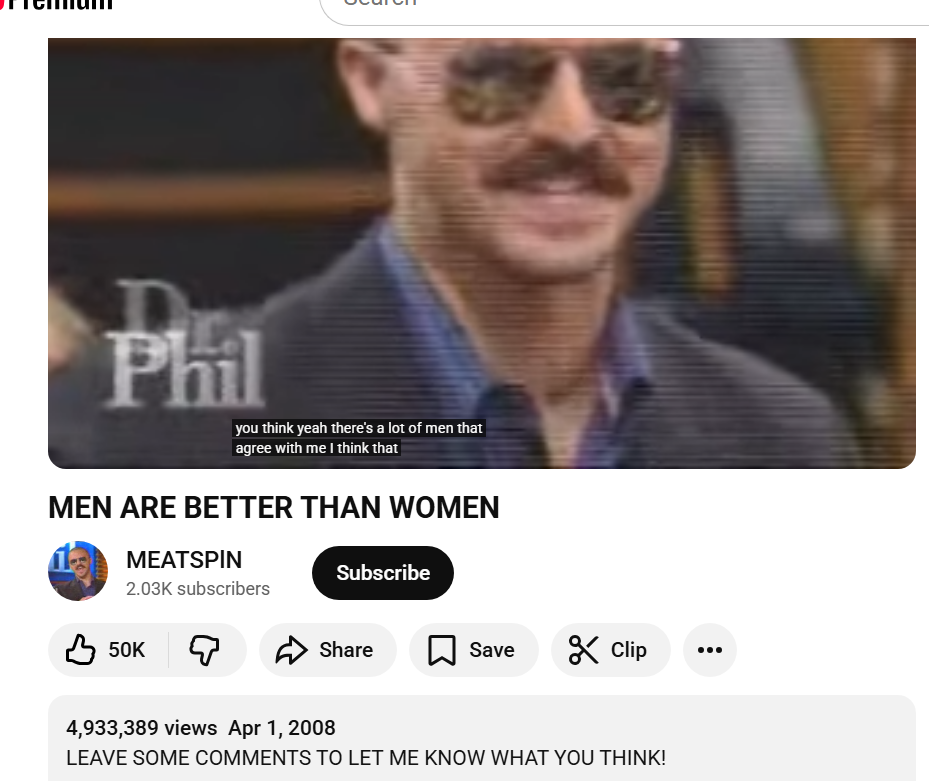 Premium
Search
Dr.
Phil
you think yeah there's a lot of men that
agree with me I think that
MEN ARE BETTER THAN WOMEN
MEATSPlN
2.03K subscribers
Subscribe
50K
Share
Save
Clip
4,933,389 views Apr 1, 2008
LEAVE SOME COMMENTS TO LET ME KNOW WHAT YOU THINK!